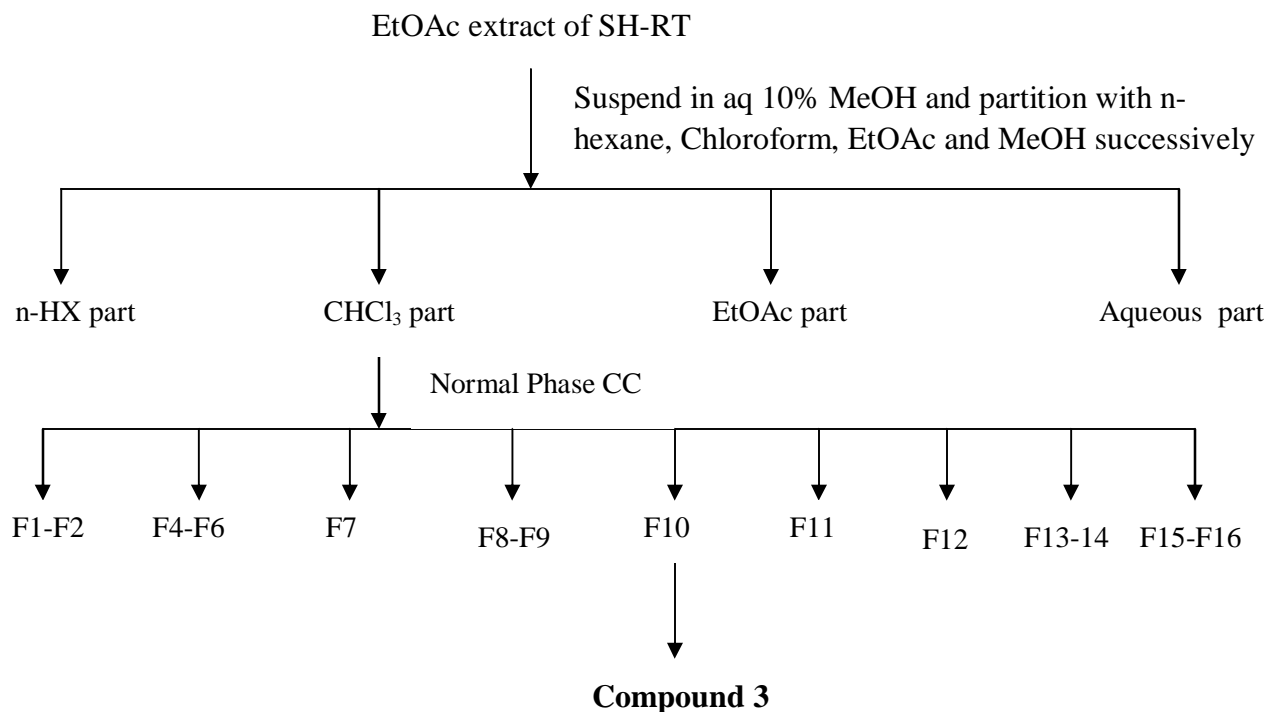 EtOAc extract of SH-RT
Suspend in aq 10% MeOH and partition with n-
hexane, Chloroform, EtOAc and MeOH successively
n-HX part CHCl₃ part EtOAc part Aqueous part
Normal Phase CC
F1-F2 F4-F6 F7 F8-F9 F10 F11 F12 F13-14 F15-F16
Compound 3